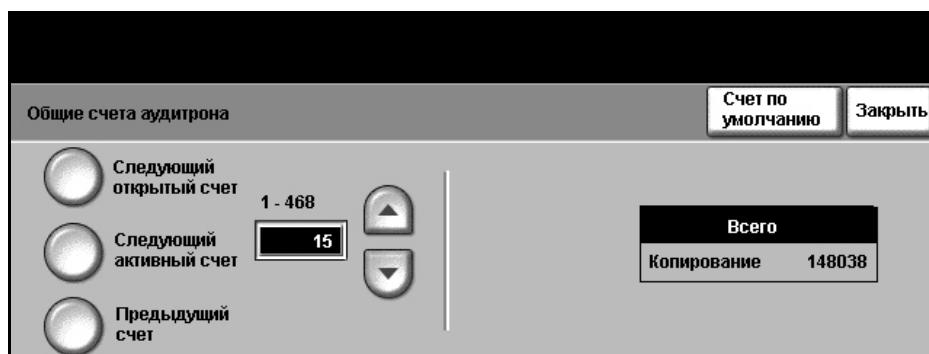 Общие счета аудитрона
Счет по
умолчанию
Закрыть
Следующий
открытый счет
1 - 468
15
Следующий
активный счет
Предыдущий
счет
Всего
Копирование 148038